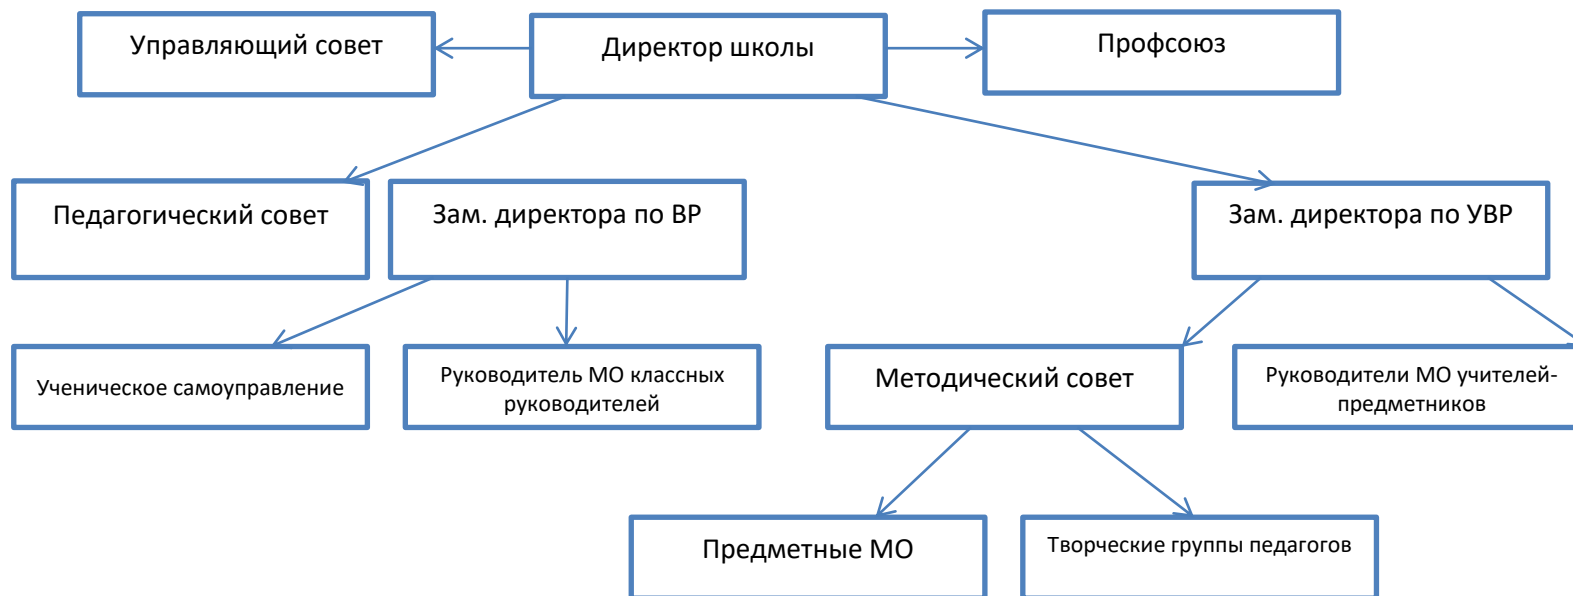 Управляющий совет
Директор школы
Профсоюз
Педагогический совет
Зам. директора по ВР
Зам. директора по УВР
Ученическое самоуправление
Руководитель МО классных
руководителей
Методический совет
Руководители МО учителей-
предметников
Предметные МО
Творческие группы педагогов